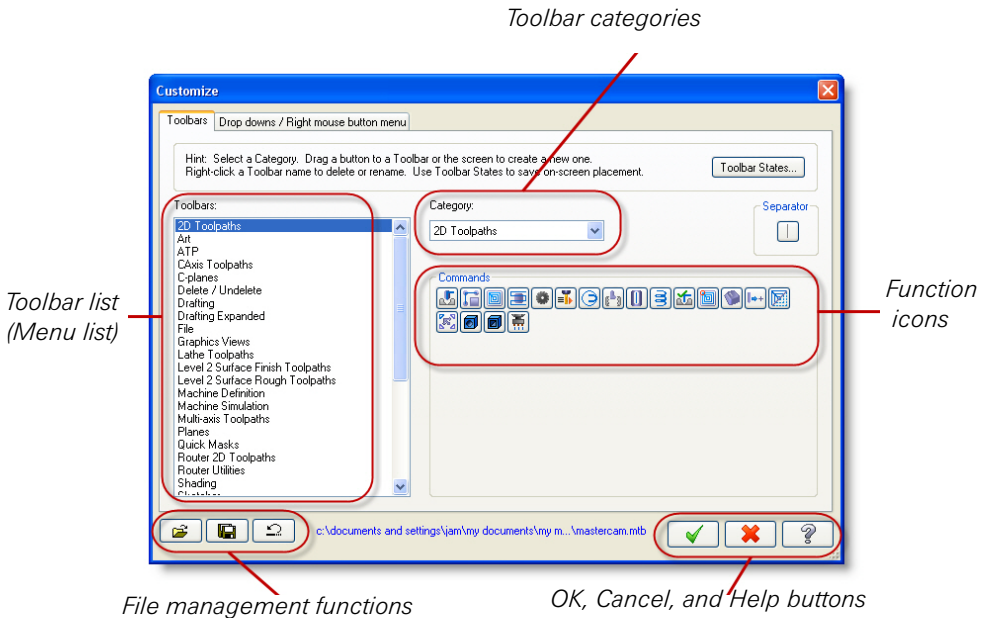 Toolbar categories
Customize
Toolbars
Drop downs / Right mouse button menu
Hint: Select a Category. Drag a button to a Toolbar or the screen to create a new one.
Right-click a Toolbar name to delete or rename. Use Toolbar States to save on-screen placement.
Toolbar States...
Toolbars:
2D Toolpaths
Art
ATP
CAxis Toolpaths
C-planes
Delete / Undelete
Drafting
Drafting Expanded
File
Graphics Views
Lathe Toolpaths
Level 2 Surface Finish Toolpaths
Level 2 Surface Rough Toolpaths
Machine Definition
Machine Simulation
Multi-axis Toolpaths
Planes
Quick Masks
Router 2D Toolpaths
Router Utilities
Shading
Category:
2D Toolpaths
Separator
Commands
Toolbar list
(Menu list)
Function
icons
c:\documents and settings\jam\my documents\my m...\mastercam.mtb
File management functions
OK, Cancel, and Help buttons